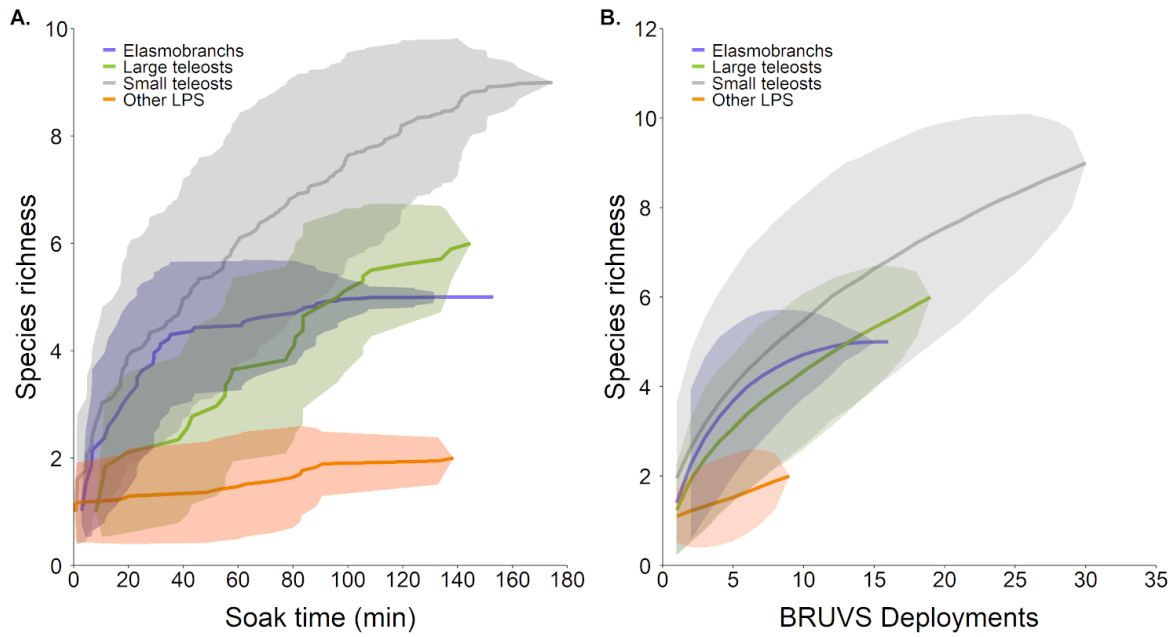 A.
10
8
6
4
2
0
Species richness
Elasmobranchs
Large teleosts
Small teleosts
Other LPS
0 20 40 60 80 100 120 140 160 180
Soak time (min)
B.
12
10
8
6
4
2
0
Species richness
Elasmobranchs
Large teleosts
Small teleosts
Other LPS
0 5 10 15 20 25 30 35
BRUVS Deployments